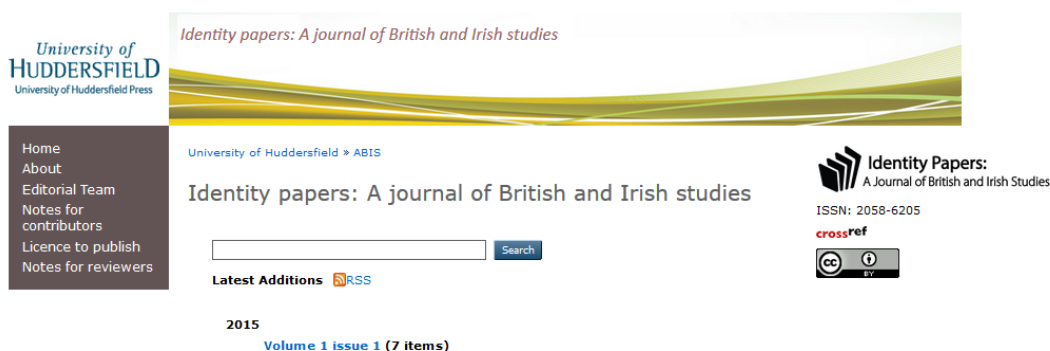 University of
HUDDERSFIELD
University of Huddersfield Press
Identity papers: A journal of British and Irish studies
Home
About
Editorial Team
Notes for
contributors
Licence to publish
Notes for reviewers
University of Huddersfield » ABIS
Identity papers: A journal of British and Irish studies
Search
Latest Additions RSS
2015
Volume 1 issue 1 (7 items)
Identity Papers:
A Journal of British and Irish Studies
ISSN: 2058-6205
crossref
cc
BY